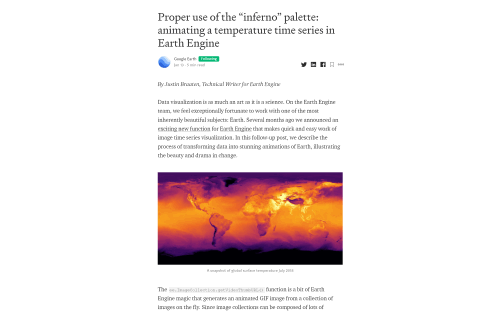 Proper use of the “inferno” palette:
animating a temperature time series in
Earth Engine
Google Earth Following
Jan 15 · 5 min read
By Justin Braaten, Technical Writer for Earth Engine
Data visualization is as much an art as it is a science. On the Earth Engine
team, we feel exceptionally fortunate to work with one of the most
inherently beautiful subjects: Earth. Several months ago we announced an
exciting new function for Earth Engine that makes quick and easy work of
image time series visualization. In this follow-up post, we describe the
process of transforming data into stunning animations of Earth, illustrating
the beauty and drama in change.
A snapshot of global surface temperature July 2018
The ee.ImageCollection.getVideoThumbURL() function is a bit of Earth
Engine magic that generates an animated GIF image from a collection of
images on the fly. Since image collections can be composed of lots of